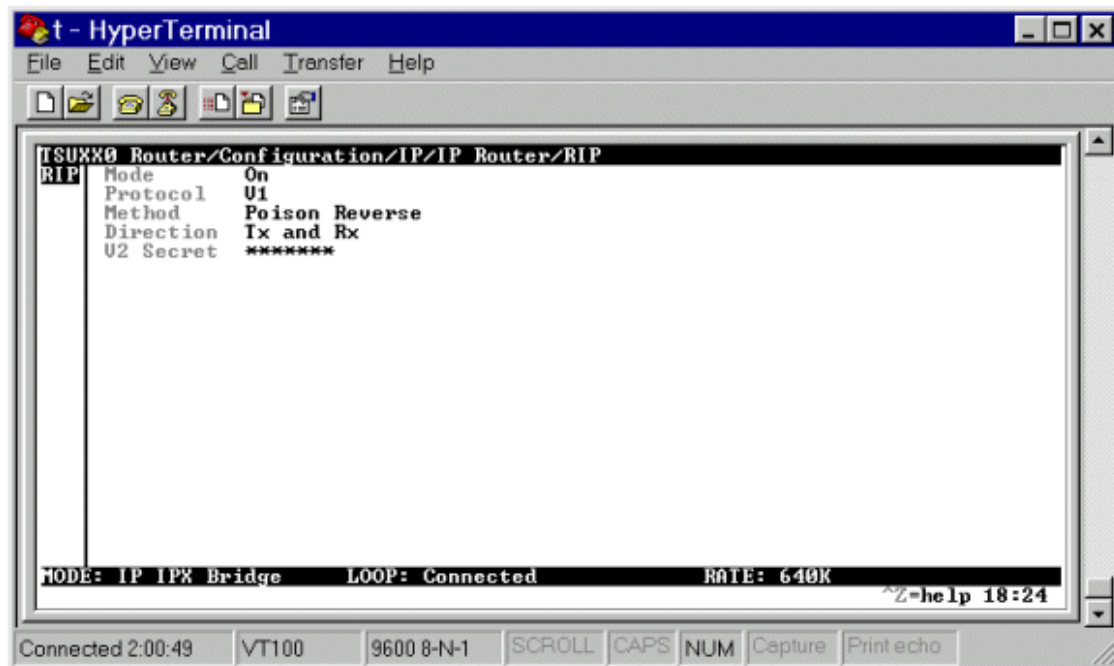 t - HyperTerminal
File Edit View Call Transfer Help
TSUXX0 Router/Configuration/IP/IP Router/RIP
RIP Mode On
Protocol V1
Method Poison Reverse
Direction Tx and Rx
V2 Secret *******
MODE: IP IPX Bridge LOOP: Connected RATE: 640K
^Z=help 18:24
Connected 2:00:49 VT100 9600 8-N-1 SCROLL CAPS NUM Capture Print echo